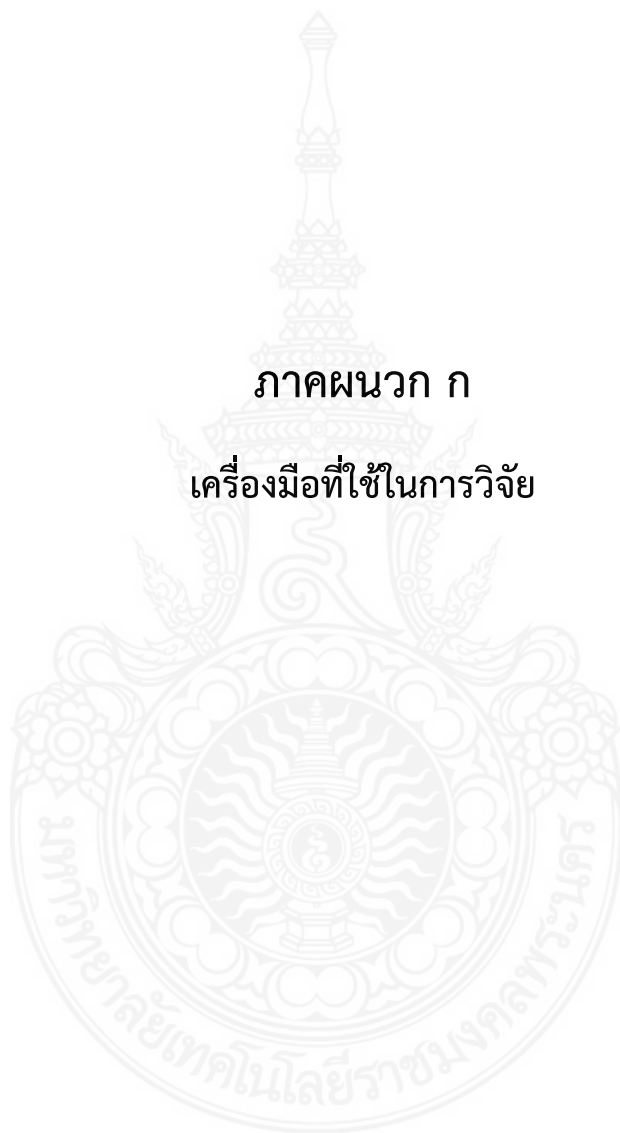 ภาคผนวก ก
เครื่องมือที่ใช้ในการวิจัย
มหาวิทยาลัยเทคโนโลยีราชมงคลพระนคร